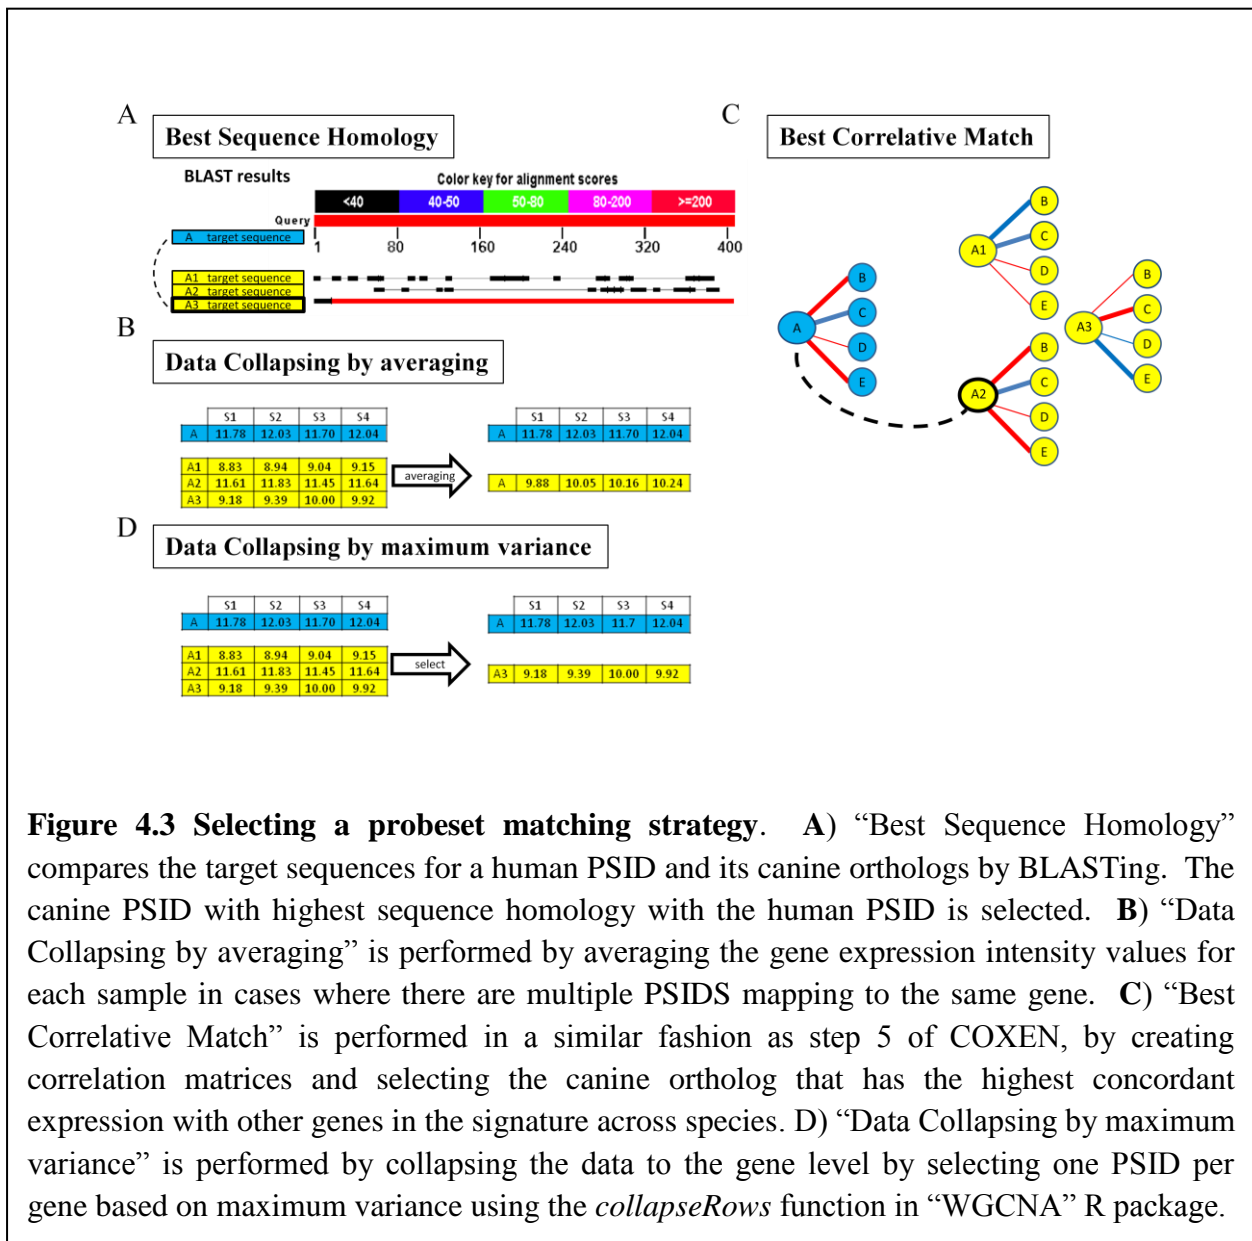 A
Best Sequence Homology
BLAST results
Color key for alignment scores
<40 40-50 50-80 80-200 >=200
Query
A target sequence
1 80 160 240 320 400
A1 target sequence
A2 target sequence
A3 target sequence
B
Data Collapsing by averaging
S1 S2 S3 S4
A 11.78 12.03 11.70 12.04
A1 8.83 8.94 9.04 9.15
A2 11.61 11.83 11.45 11.64
A3 9.18 9.39 10.00 9.92
averaging
S1 S2 S3 S4
A 11.78 12.03 11.70 12.04
A 9.88 10.05 10.16 10.24
C
Best Correlative Match
A
B
C
D
E
A1
B
C
D
E
A2
B
C
D
E
A3
B
C
D
E
D
Data Collapsing by maximum variance
S1 S2 S3 S4
A 11.78 12.03 11.70 12.04
A1 8.83 8.94 9.04 9.15
A2 11.61 11.83 11.45 11.64
A3 9.18 9.39 10.00 9.92
select
S1 S2 S3 S4
A 11.78 12.03 11.7 12.04
A3 9.18 9.39 10.00 9.92
Figure 4.3 Selecting a probeset matching strategy. A) “Best Sequence Homology”
compares the target sequences for a human PSID and its canine orthologs by BLASTing. The
canine PSID with highest sequence homology with the human PSID is selected. B) “Data
Collapsing by averaging” is performed by averaging the gene expression intensity values for
each sample in cases where there are multiple PSIDS mapping to the same gene. C) “Best
Correlative Match” is performed in a similar fashion as step 5 of COXEN, by creating
correlation matrices and selecting the canine ortholog that has the highest concordant
expression with other genes in the signature across species. D) “Data Collapsing by maximum
variance” is performed by collapsing the data to the gene level by selecting one PSID per
gene based on maximum variance using the collapseRows function in “WGCNA” R package.